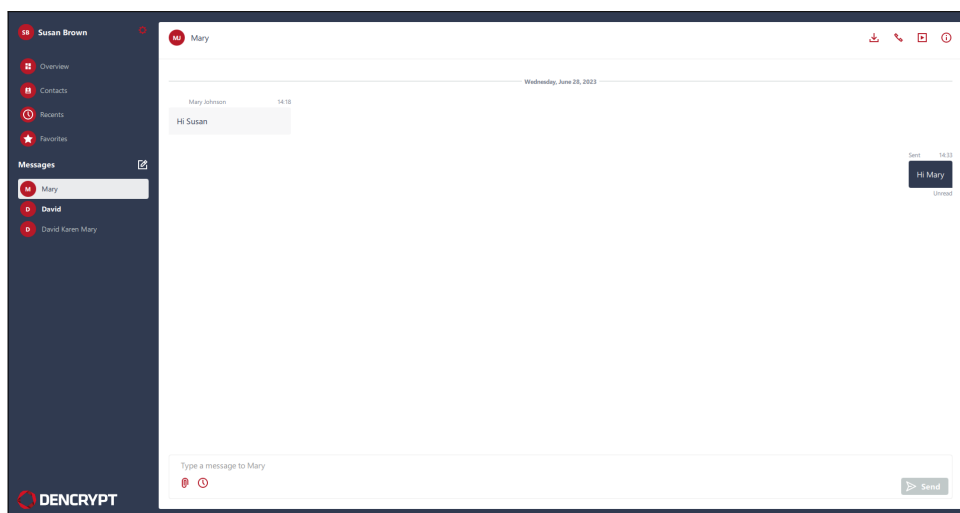 SB Susan Brown
Overview
Contacts
Recents
Favorites
Messages
M Mary
D David
D David Karen Mary
DENCRYPT
MJ Mary
Wednesday, June 28, 2023
Mary Johnson 14:18
Hi Susan
Sent 14:33
Hi Mary
Unread
Type a message to Mary
Send